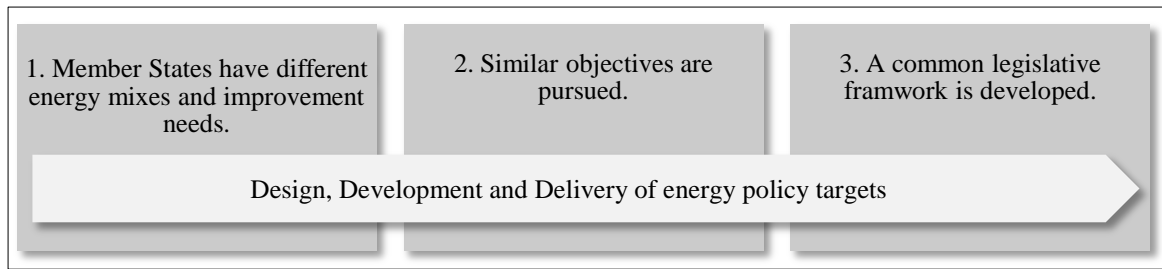 1. Member States have different
energy mixes and improvement
needs.
2. Similar objectives are
pursued.
3. A common legislative
framwork is developed.
Design, Development and Delivery of energy policy targets